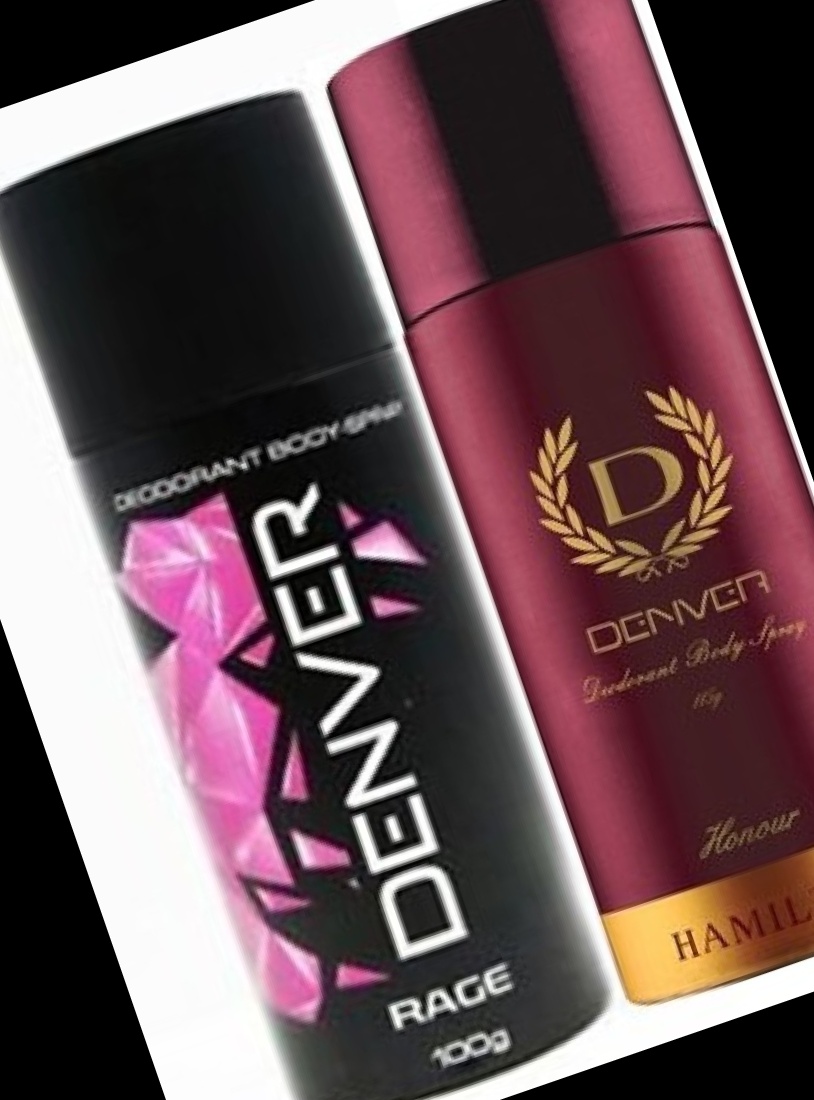 DEODORANT BODY SPRAY
DENVER
RAGE
100g
D
DENVER
Deodorant Body Spray
Honour
HAMIL